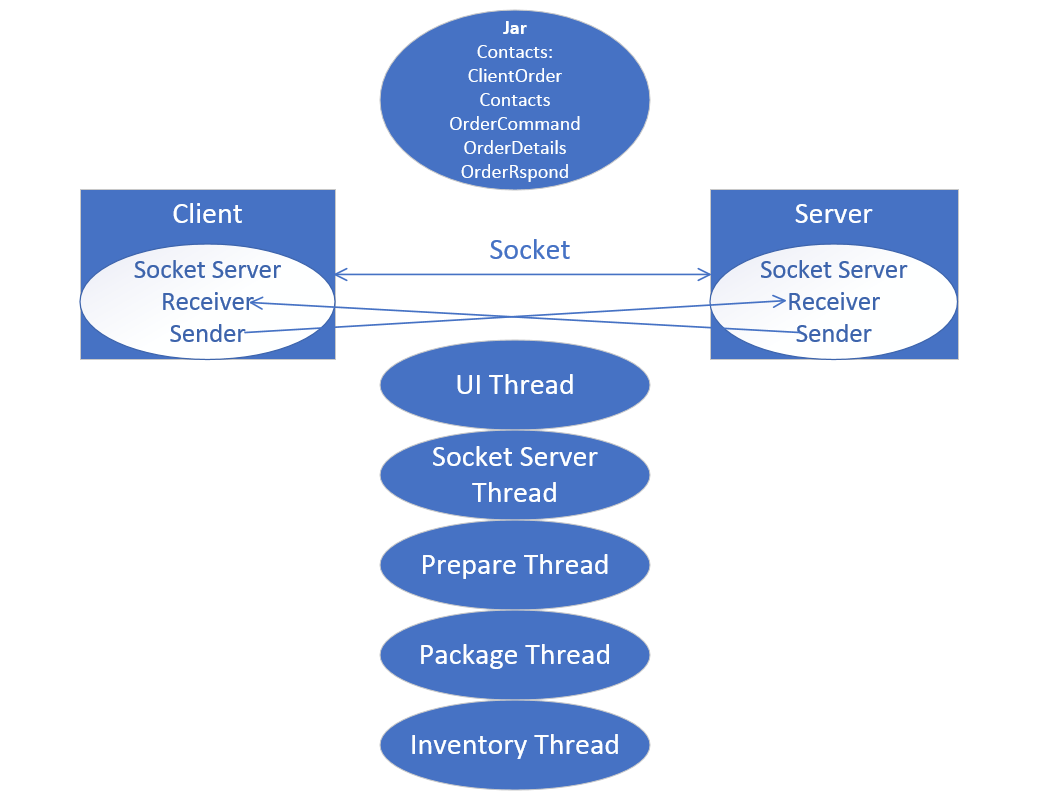 Jar
Contacts:
ClientOrder
Contacts
OrderCommand
OrderDetails
OrderRspond
Client
Socket Server
Receiver
Sender
Socket
Server
Socket Server
Receiver
Sender
UI Thread
Socket Server
Thread
Prepare Thread
Package Thread
Inventory Thread